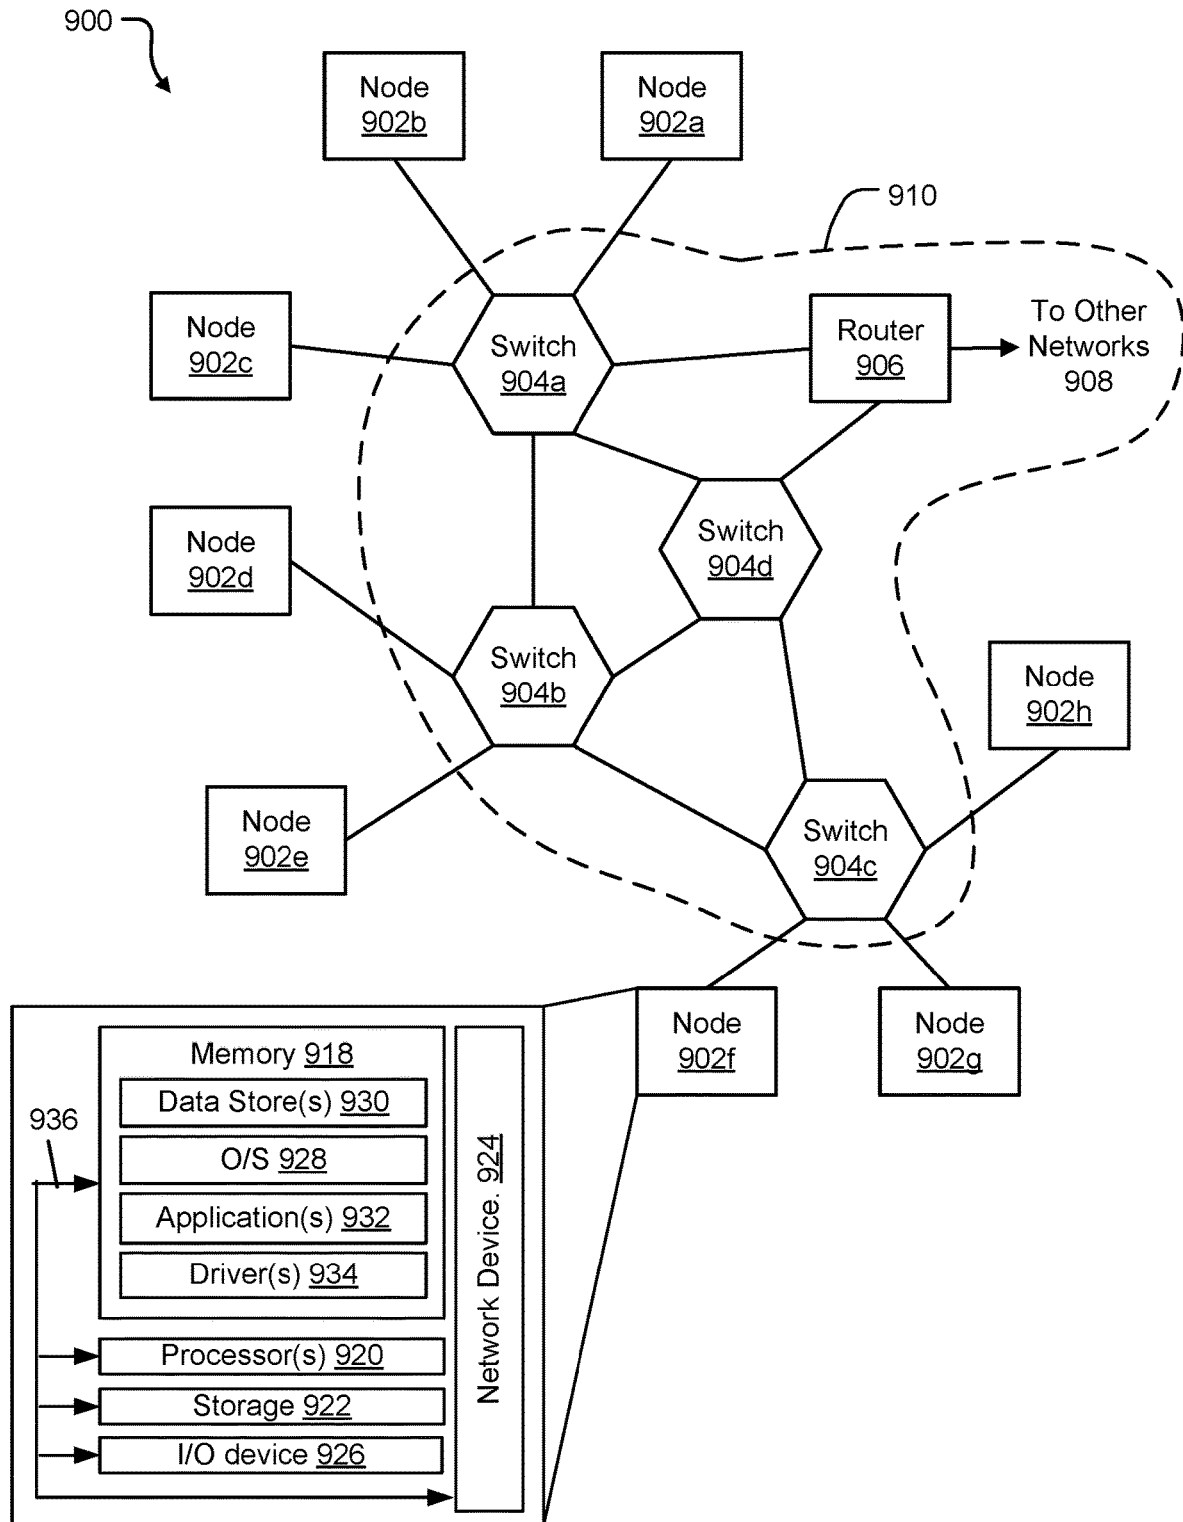 900
Node
902b
Node
902a
910
Node
902c
Switch
904a
Router
906
To Other
Networks
908
Node
902d
Switch
904d
Switch
904b
Node
902h
Node
902e
Switch
904c
Node
902f
Node
902g
Memory 918
Data Store(s) 930
936
O/S 928
Application(s) 932
Driver(s) 934
Network Device. 924
Processor(s) 920
Storage 922
I/O device 926